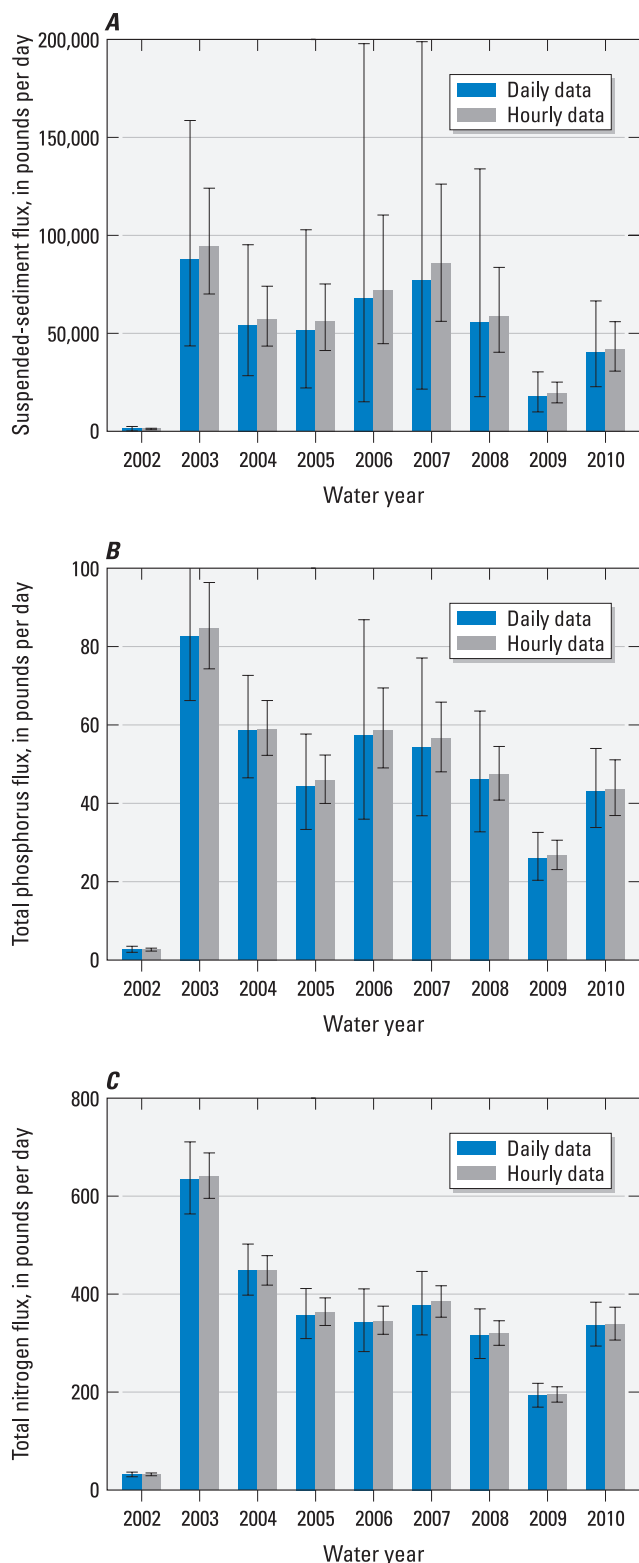 A
Suspended-sediment flux, in pounds per day
200,000
150,000
100,000
50,000
0
Daily data
Hourly data
2002 2003 2004 2005 2006 2007 2008 2009 2010
Water year
B
Total phosphorus flux, in pounds per day
100
80
60
40
20
0
Daily data
Hourly data
2002 2003 2004 2005 2006 2007 2008 2009 2010
Water year
C
Total nitrogen flux, in pounds per day
800
600
400
200
0
Daily data
Hourly data
2002 2003 2004 2005 2006 2007 2008 2009 2010
Water year